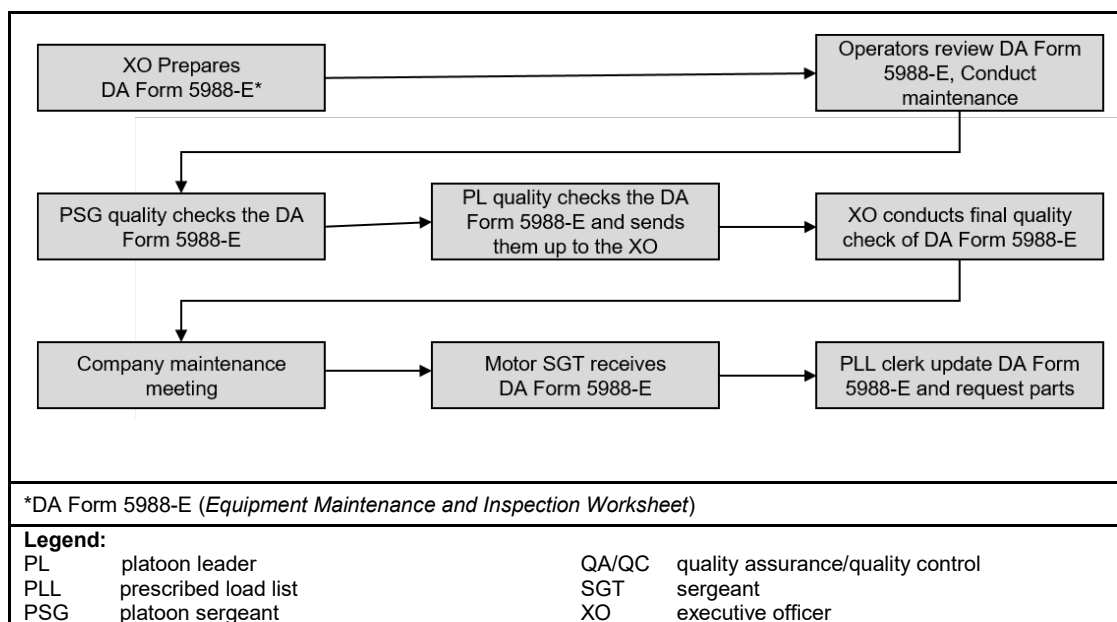 XO Prepares
DA Form 5988-E*
Operators review DA Form
5988-E, Conduct
maintenance
PSG quality checks the DA
Form 5988-E
PL quality checks the DA
Form 5988-E and sends
them up to the XO
XO conducts final quality
check of DA Form 5988-E
Company maintenance
meeting
Motor SGT receives
DA Form 5988-E
PLL clerk update DA Form
5988-E and request parts
*DA Form 5988-E (Equipment Maintenance and Inspection Worksheet)
Legend:
PL platoon leader QA/QC quality assurance/quality control
PLL prescribed load list SGT sergeant
PSG platoon sergeant XO executive officer